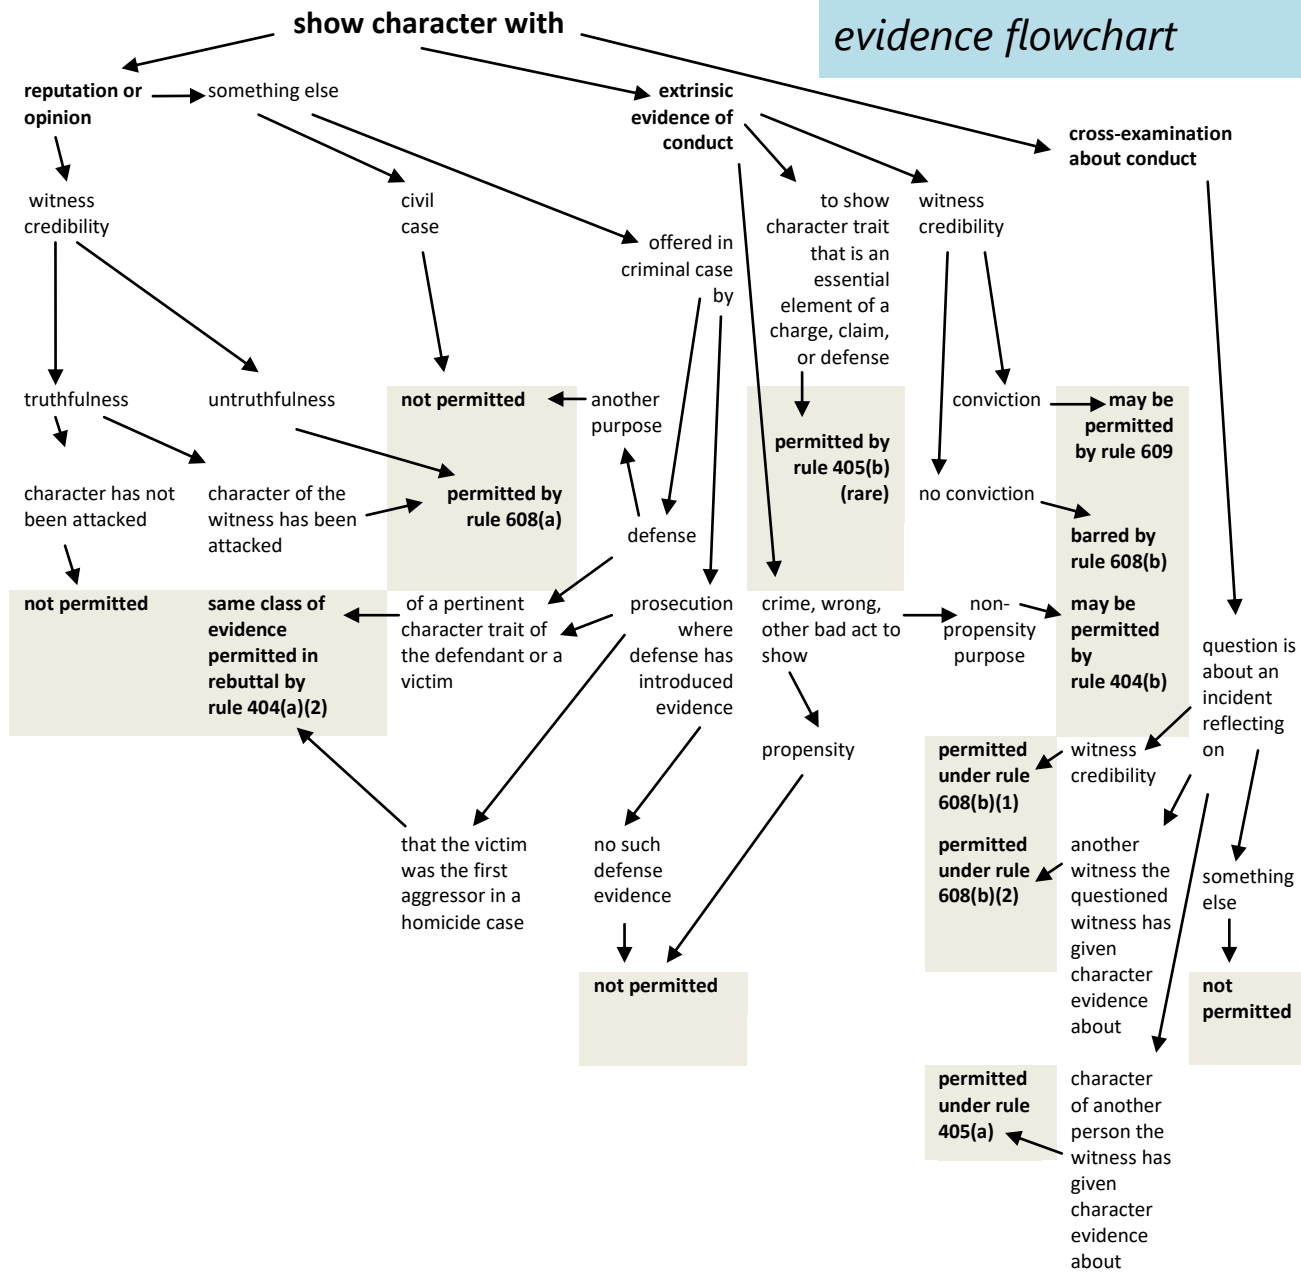 show character with
evidence flowchart
reputation or
opinion
something else
extrinsic
evidence of
conduct
cross-examination
about conduct
witness
credibility
civil
case
offered in
criminal case
by
to show
character trait
that is an
essential
element of a
charge, claim,
or defense
witness
credibility
truthfulness
untruthfulness
not permitted
another
purpose
permitted by
rule 405(b)
(rare)
conviction
may be
permitted
by rule 609
character has not
been attacked
character of the
witness has been
attacked
permitted by
rule 608(a)
defense
no conviction
barred by
rule 608(b)
not permitted
same class of
evidence
permitted in
rebuttal by
rule 404(a)(2)
of a pertinent
character trait of
the defendant or a
victim
prosecution
where
defense has
introduced
evidence
crime, wrong,
other bad act to
show
non-
propensity
purpose
may be
permitted
by
rule 404(b)
question is
about an
incident
reflecting
on
propensity
permitted
under rule
608(b)(1)
witness
credibility
that the victim
was the first
aggressor in a
homicide case
no such
defense
evidence
permitted
under rule
608(b)(2)
another
witness the
questioned
witness has
given
character
evidence
about
something
else
not permitted
not
permitted
permitted
under rule
405(a)
character
of another
person the
witness has
given
character
evidence
about